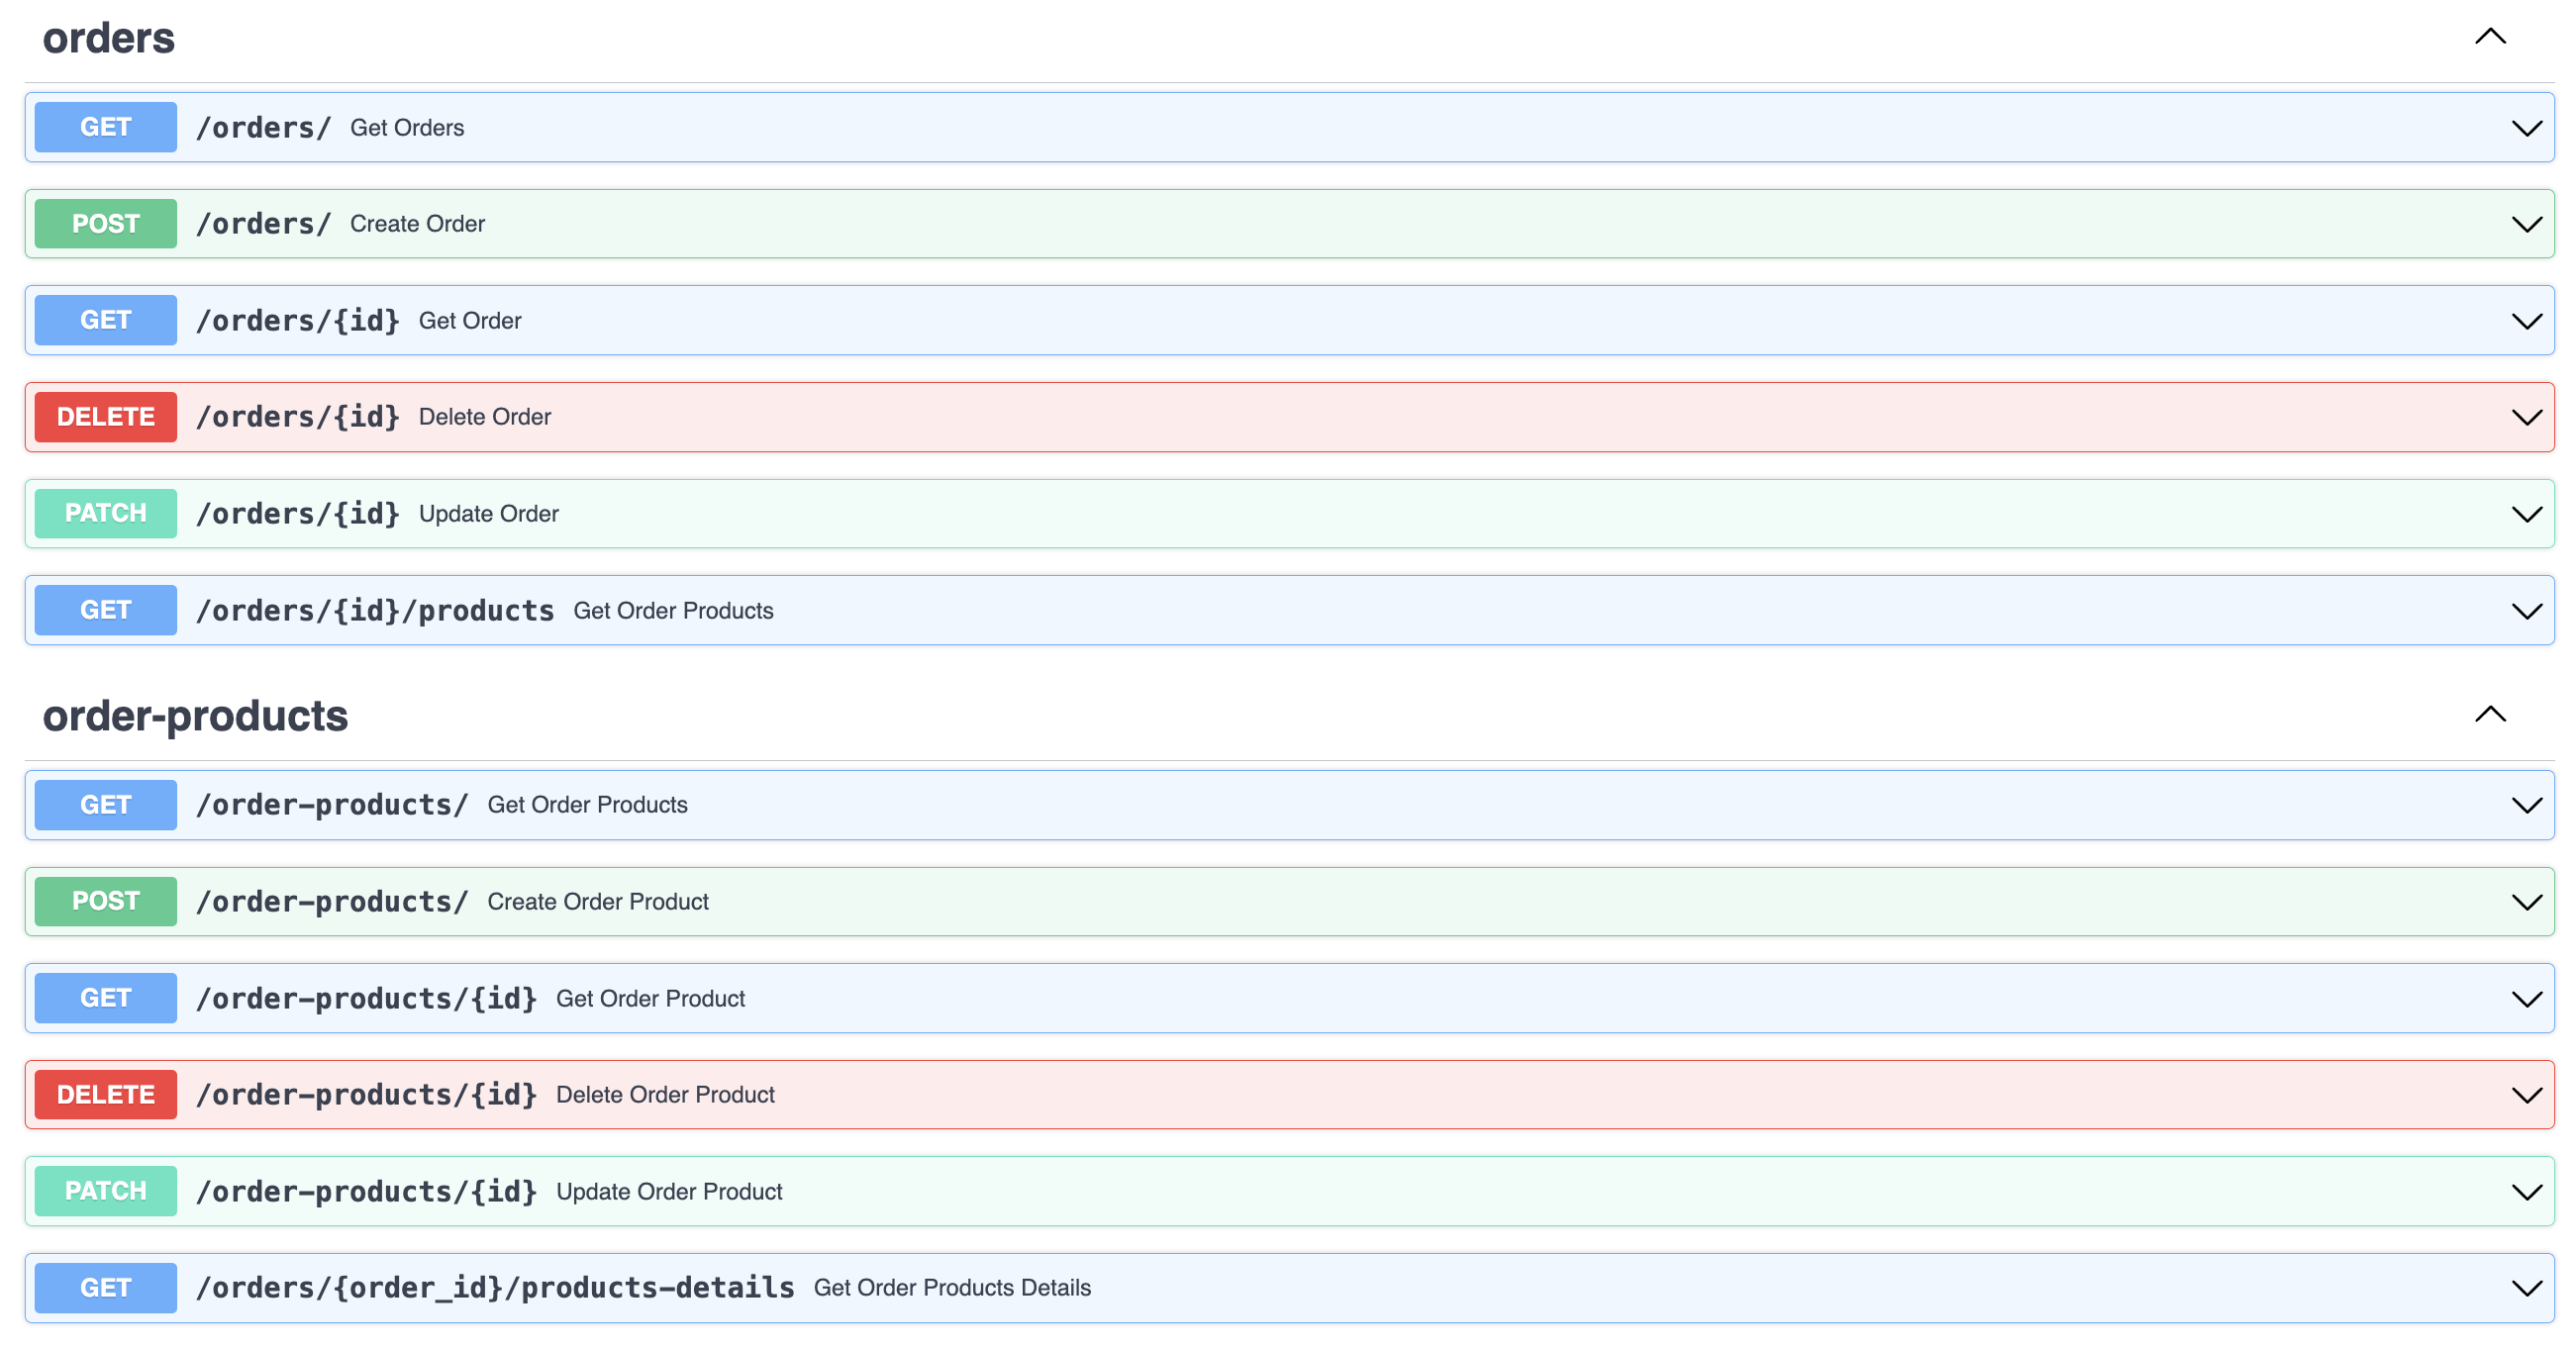 orders
GET /orders/ Get Orders
POST /orders/ Create Order
GET /orders/{id} Get Order
DELETE /orders/{id} Delete Order
PATCH /orders/{id} Update Order
GET /orders/{id}/products Get Order Products
order-products
GET /order-products/ Get Order Products
POST /order-products/ Create Order Product
GET /order-products/{id} Get Order Product
DELETE /order-products/{id} Delete Order Product
PATCH /order-products/{id} Update Order Product
GET /orders/{order_id}/products-details Get Order Products Details